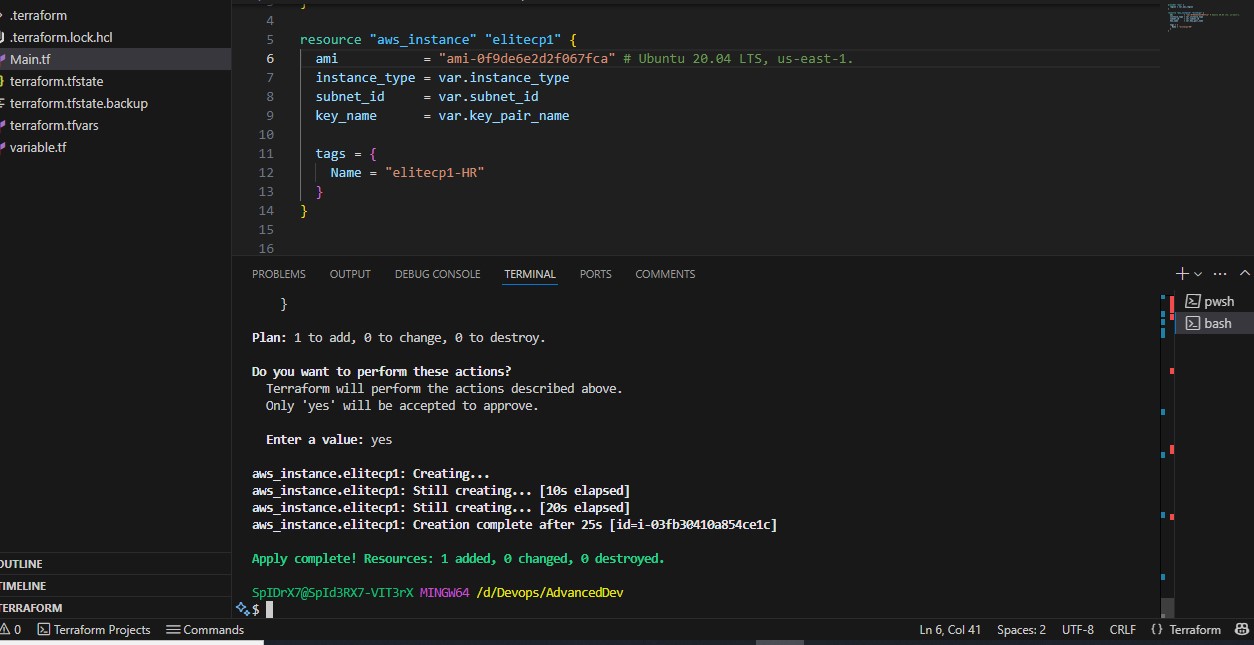 .terraform
.terraform.lock.hcl
Main.tf
terraform.tfstate
terraform.tfstate.backup
terraform.tfvars
variable.tf
OUTLINE
TIMELINE
TERRAFORM
3 }
4
5 resource "aws_instance" "elitecp1" {
6 ami = "ami-0f9de6e2d2f067fca" # Ubuntu 20.04 LTS, us-east-1.
7 instance_type = var.instance_type
8 subnet_id = var.subnet_id
9 key_name = var.key_pair_name
10
11 tags = {
12 Name = "elitecp1-HR"
13 }
14 }
15
16
PROBLEMS OUTPUT DEBUG CONSOLE TERMINAL PORTS COMMENTS
}
Plan: 1 to add, 0 to change, 0 to destroy.
Do you want to perform these actions?
Terraform will perform the actions described above.
Only 'yes' will be accepted to approve.
Enter a value: yes
aws_instance.elitecp1: Creating...
aws_instance.elitecp1: Still creating... [10s elapsed]
aws_instance.elitecp1: Still creating... [20s elapsed]
aws_instance.elitecp1: Creation complete after 25s [id=i-03fb30410a854ce1c]
Apply complete! Resources: 1 added, 0 changed, 0 destroyed.
SpIDrX7@SpId3RX7-VIT3rX MINGW64 /d/Devops/AdvancedDev
$
pwsh
bash
0 Terraform Projects Commands Ln 6, Col 41 Spaces: 2 UTF-8 CRLF {} Terraform